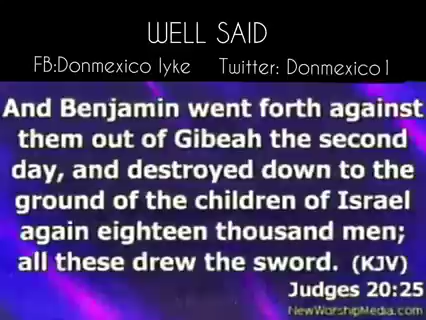 WELL SAID
FB:Donmexico Iyke    Twitter: Donmexico1
And Benjamin went forth against
them out of Gibeah the second
day, and destroyed down to the
ground of the children of Israel
again eighteen thousand men;
all these drew the sword. (KJV)
Judges 20:25
NewWorshipMedia.com